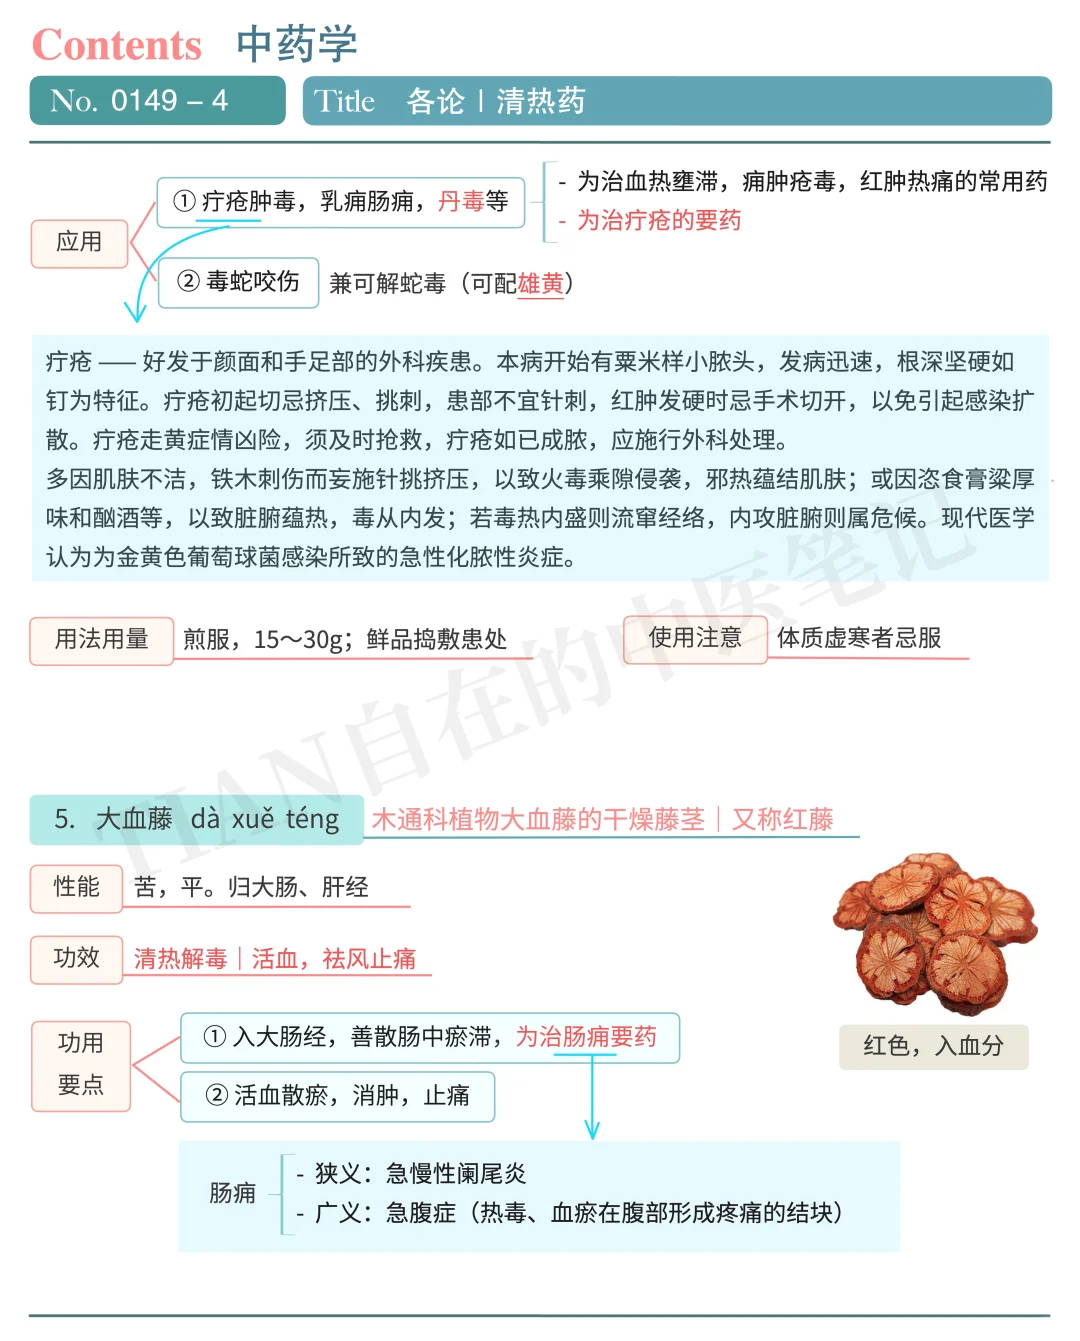 Contents 中药学
No. 0149 – 4
Title 各论 | 清热药
应用
① 疔疮肿毒，乳痈肠痈，丹毒等
- 为治血热壅滞，痈肿疮毒，红肿热痛的常用药
- 为治疔疮的要药
② 毒蛇咬伤 兼可解蛇毒（可配雄黄）
疔疮 —— 好发于颜面和手足部的外科疾患。本病开始有粟米样小脓头，发病迅速，根深坚硬如
钉为特征。疔疮初起切忌挤压、挑刺，患部不宜针刺，红肿发硬时忌手术切开，以免引起感染扩
散。疔疮走黄症情凶险，须及时抢救，疔疮如已成脓，应施行外科处理。
多因肌肤不洁，铁木刺伤而妄施针挑挤压，以致火毒乘隙侵袭，邪热蕴结肌肤；或因恣食膏粱厚
味和酗酒等，以致脏腑蕴热，毒从内发；若毒热内盛则流窜经络，内攻脏腑则属危候。现代医学
认为为金黄色葡萄球菌感染所致的急性化脓性炎症。
用法用量 煎服，15～30g；鲜品捣敷患处
使用注意 体质虚寒者忌服
TIAN自在的中医笔记
5. 大血藤 dà xuě téng 木通科植物大血藤的干燥藤茎｜又称红藤
性能 苦，平。归大肠、肝经
功效 清热解毒｜活血，祛风止痛
功用
要点
① 入大肠经，善散肠中瘀滞，为治肠痈要药
② 活血散瘀，消肿，止痛
红色，入血分
肠痈
- 狭义：急慢性阑尾炎
- 广义：急腹症（热毒、血瘀在腹部形成疼痛的结块）